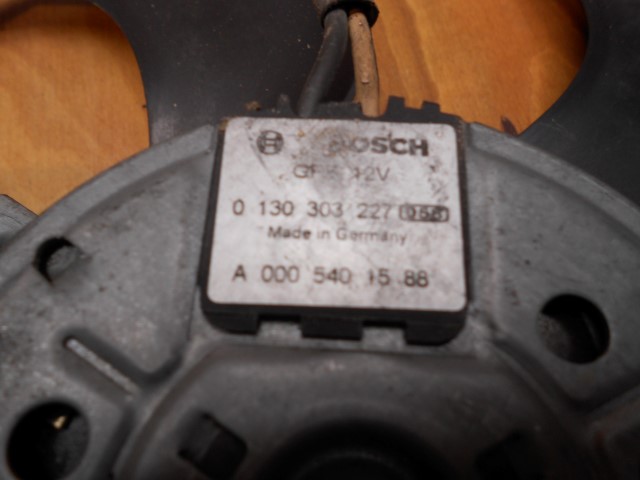 BOSCH
12V
0 130 303 227
Made in Germany
A 000 540 15 88